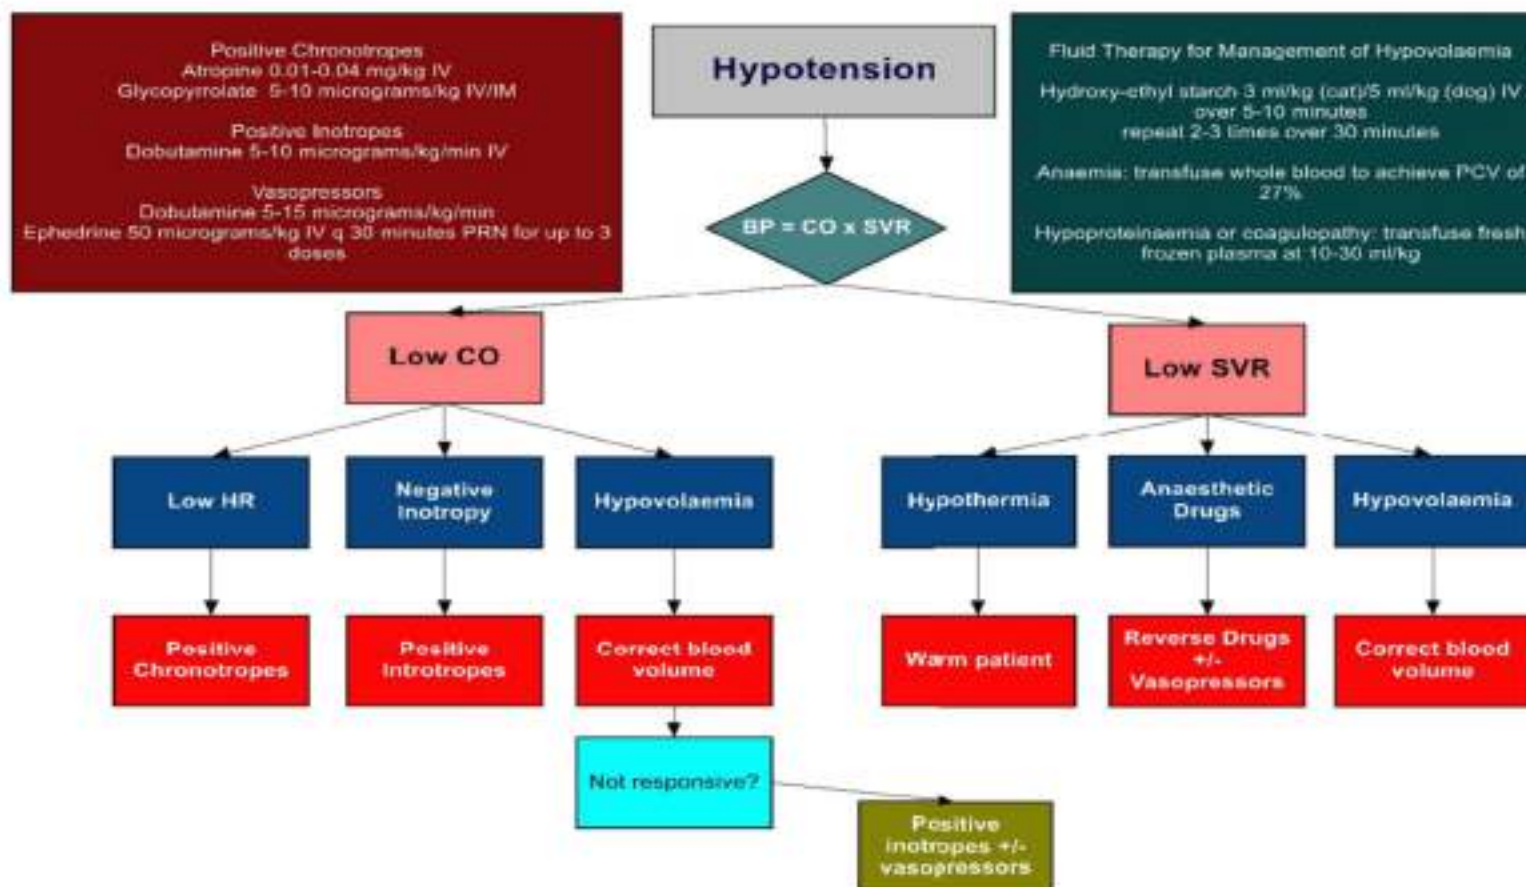 Positive Chronotropes
Atropine 0.01-0.04 mg/kg IV
Glycopyrrolate 5-10 micrograms/kg IV/IM
Positive Inotropes
Dobutamine 5-10 micrograms/kg/min IV
Vasopressors
Dobutamine 5-15 micrograms/kg/min
Ephedrine 50 micrograms/kg IV q 30 minutes PRN for up to 3
doses
Hypotension
Fluid Therapy for Management of Hypovolaemia
Hydroxy-ethyl starch 3 ml/kg (cat)/5 ml/kg (dog) IV
over 5-10 minutes
repeat 2-3 times over 30 minutes
Anaemia: transfuse whole blood to achieve PCV of
27%
Hypoproteinaemia or coagulopathy: transfuse fresh
frozen plasma at 10-30 ml/kg
BP = CO x SVR
Low CO
Low SVR
Low HR
Negative
Inotropy
Hypovolaemia
Hypothermia
Anaesthetic
Drugs
Hypovolaemia
Positive
Chronotropes
Positive
Introtropes
Correct blood
volume
Warm patient
Reverse Drugs
+/-
Vasopressors
Correct blood
volume
Not responsive?
Positive
inotropes +/-
vasopressors